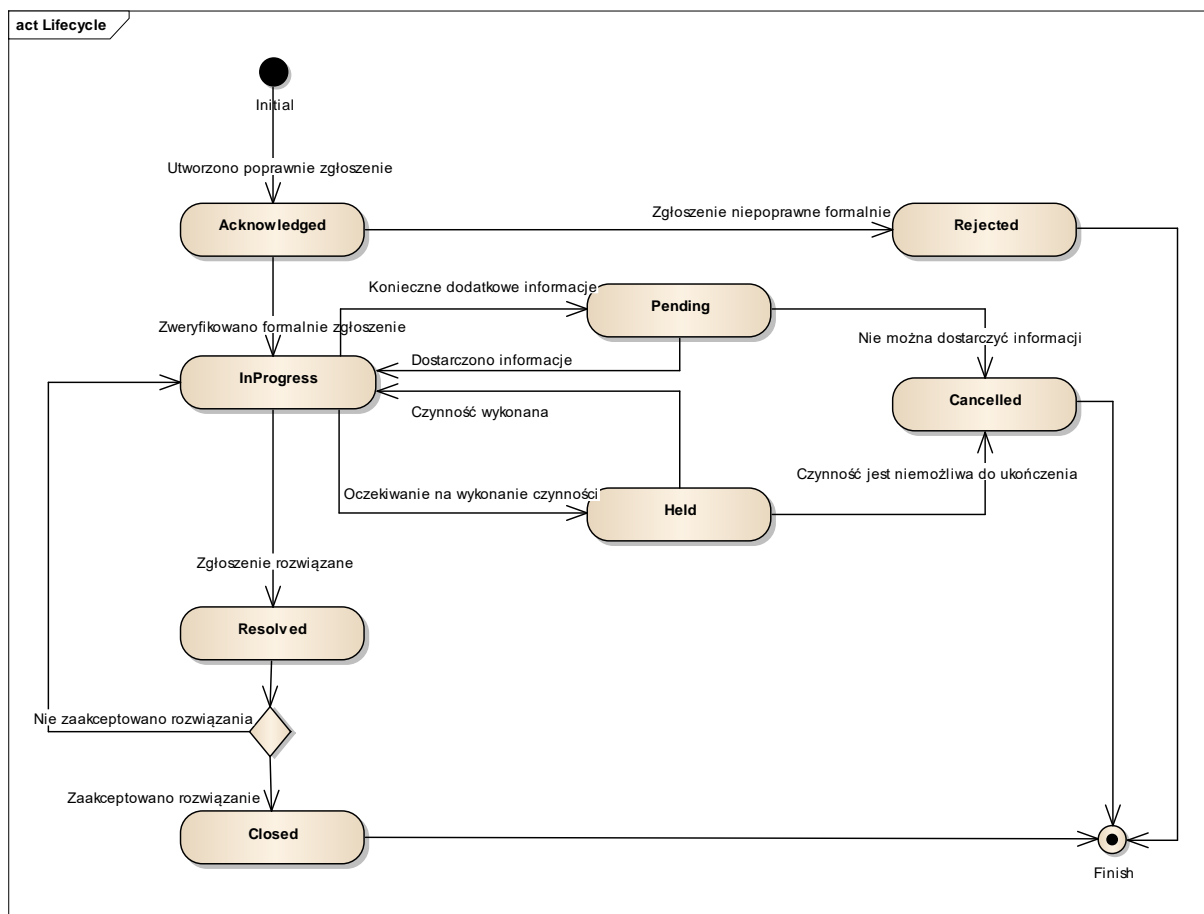 act Lifecycle
Initial
Utworzono poprawnie zgłoszenie
Acknowledged
Zgłoszenie niepoprawne formalnie
Rejected
Konieczne dodatkowe informacje
Pending
Zweryfikowano formalnie zgłoszenie
Nie można dostarczyć informacji
Dostarczono informacje
InProgress
Cancelled
Czynność wykonana
Czynność jest niemożliwa do ukończenia
Oczekiwanie na wykonanie czynności
Held
Zgłoszenie rozwiązane
Resolved
Nie zaakceptowano rozwiązania
Zaakceptowano rozwiązanie
Closed
Finish